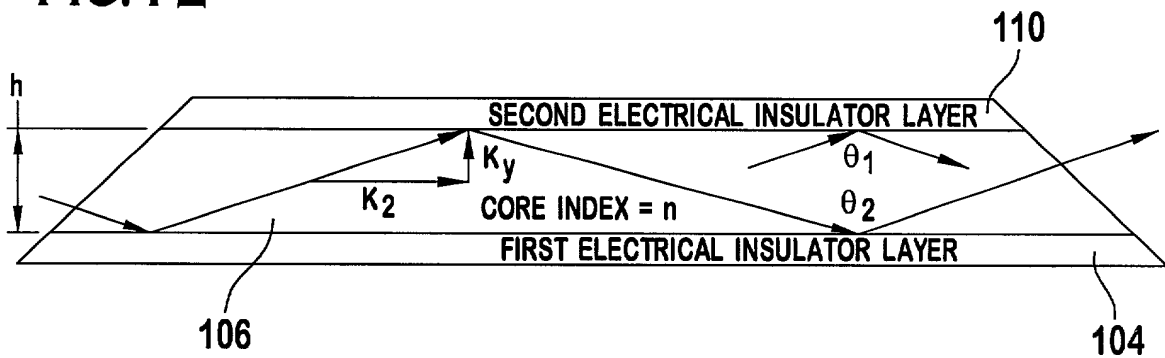 110
h
SECOND ELECTRICAL INSULATOR LAYER
Ky
θ1
K2
CORE INDEX = n
θ2
FIRST ELECTRICAL INSULATOR LAYER
106
104